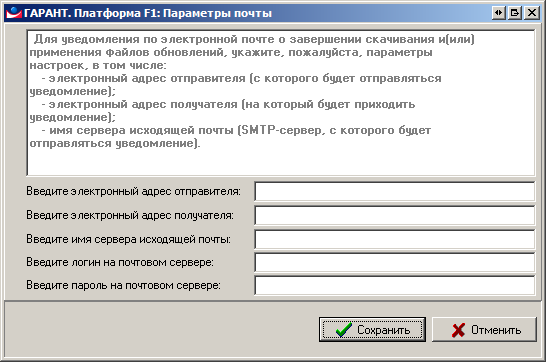 ГАРАНТ. Платформа F1: Параметры почты
Для уведомления по электронной почте о завершении скачивания и(или)
применения файлов обновлений, укажите, пожалуйста, параметры
настроек, в том числе:
- электронный адрес отправителя (с которого будет отправляться
уведомление);
- электронный адрес получателя (на который будет приходить
уведомление);
- имя сервера исходящей почты (SMTP-сервер, с которого будет
отправляться уведомление).
Введите электронный адрес отправителя:
Введите электронный адрес получателя:
Введите имя сервера исходящей почты:
Введите логин на почтовом сервере:
Введите пароль на почтовом сервере:
Сохранить Отменить